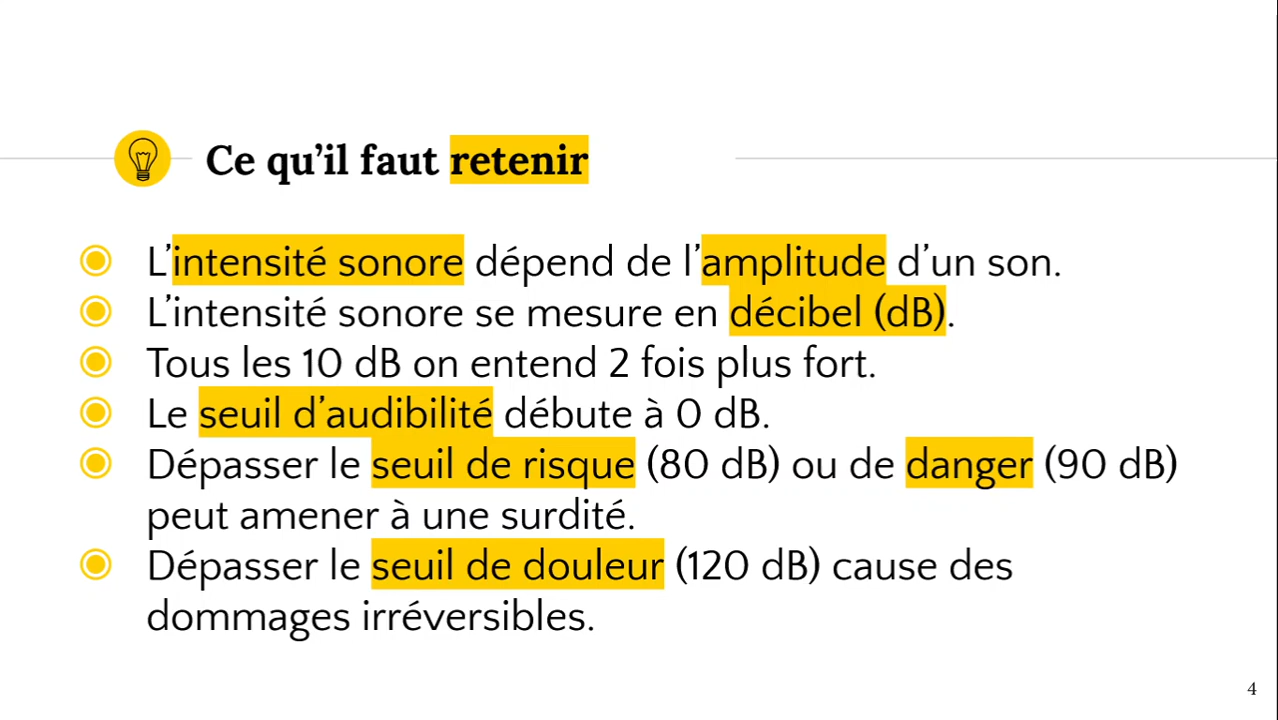 Ce qu’il faut retenir
L’intensité sonore dépend de l’amplitude d’un son.
L’intensité sonore se mesure en décibel (dB).
Tous les 10 dB on entend 2 fois plus fort.
Le seuil d’audibilité débute à 0 dB.
Dépasser le seuil de risque (80 dB) ou de danger (90 dB)
peut amener à une surdité.
Dépasser le seuil de douleur (120 dB) cause des
dommages irréversibles.
4